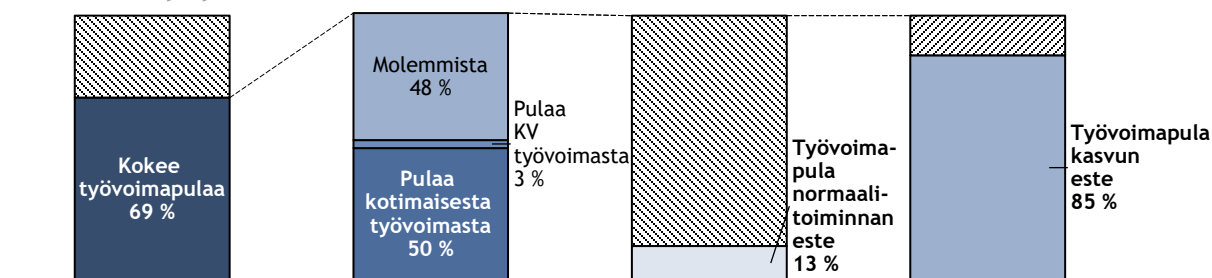 Kokee
työvoimapulaa
69 %
Molemmista
48 %
Pulaa
KV
työvoimasta
3 %
Pulaa
kotimaisesta
työvoimasta
50 %
Työvoima-
pula
normaali-
toiminnan
este
13 %
Työvoimapula
kasvun
este
85 %